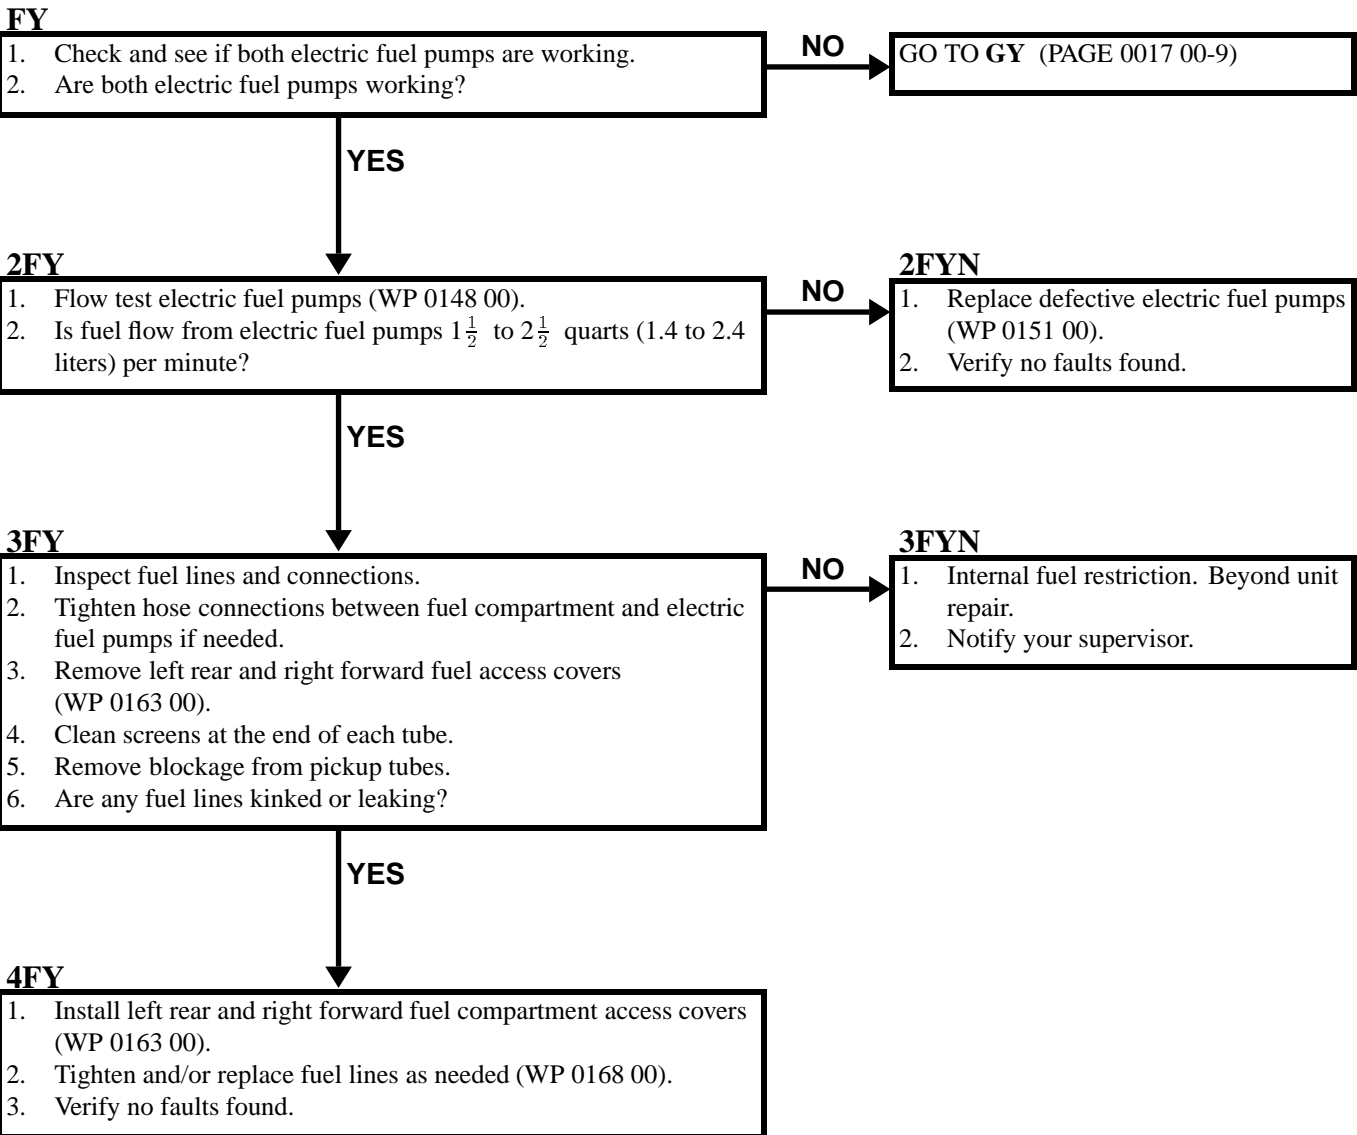 FY
1. Check and see if both electric fuel pumps are working.
2. Are both electric fuel pumps working?
NO
GO TO GY (PAGE 0017 00-9)
YES
2FY
1. Flow test electric fuel pumps (WP 0148 00).
2. Is fuel flow from electric fuel pumps 1 1/2 to 2 1/2 quarts (1.4 to 2.4
liters) per minute?
NO
2FYN
1. Replace defective electric fuel pumps
(WP 0151 00).
2. Verify no faults found.
YES
3FY
1. Inspect fuel lines and connections.
2. Tighten hose connections between fuel compartment and electric
fuel pumps if needed.
3. Remove left rear and right forward fuel access covers
(WP 0163 00).
4. Clean screens at the end of each tube.
5. Remove blockage from pickup tubes.
6. Are any fuel lines kinked or leaking?
NO
3FYN
1. Internal fuel restriction. Beyond unit
repair.
2. Notify your supervisor.
YES
4FY
1. Install left rear and right forward fuel compartment access covers
(WP 0163 00).
2. Tighten and/or replace fuel lines as needed (WP 0168 00).
3. Verify no faults found.